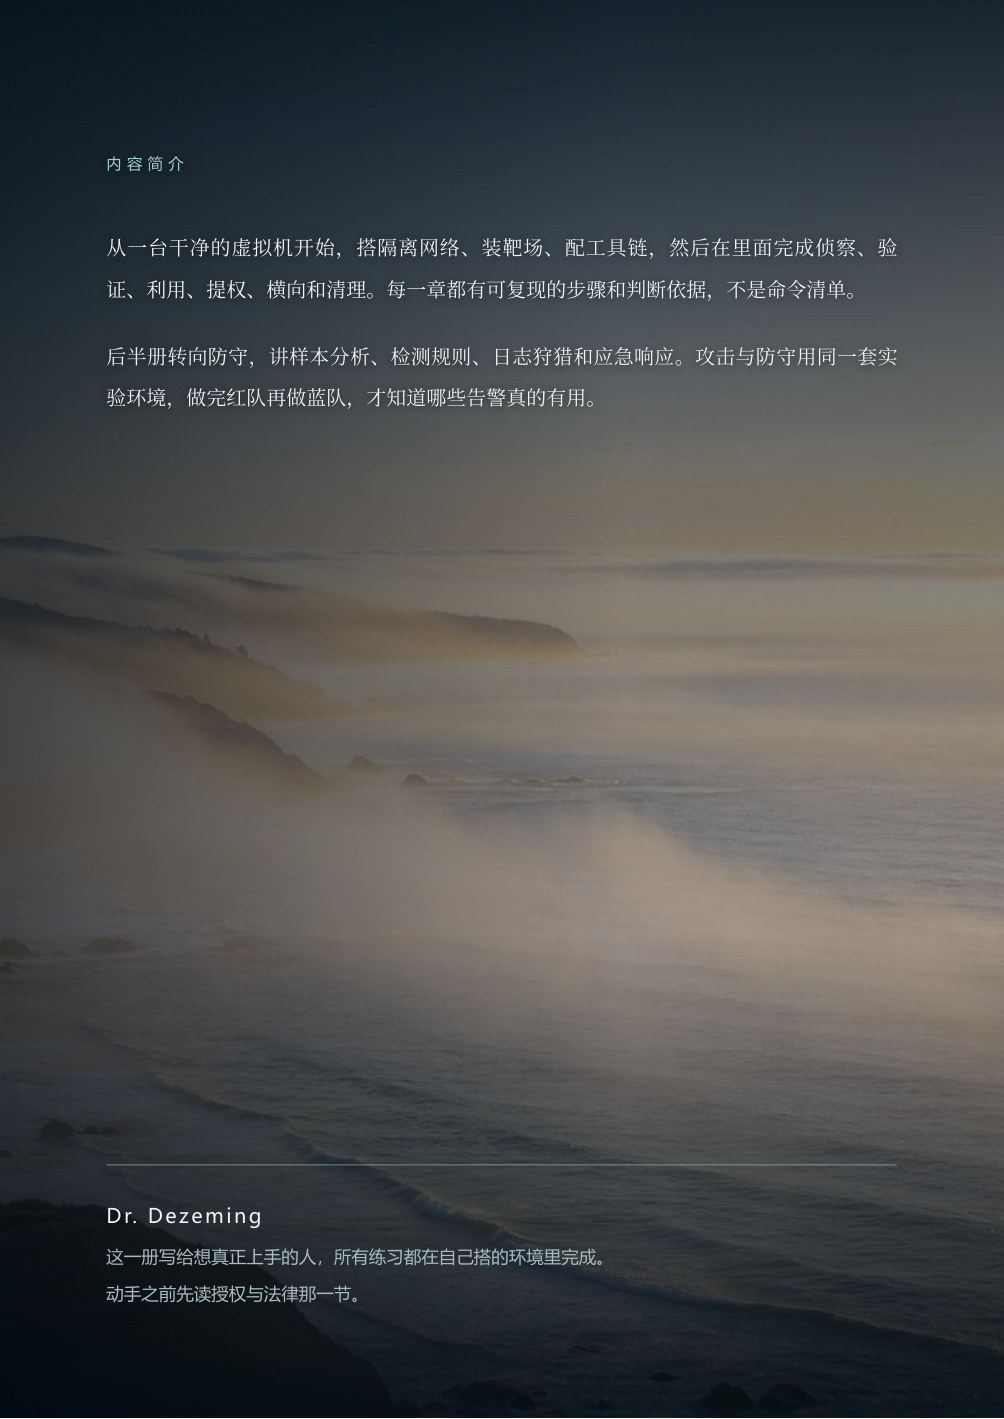 内容简介
从一台干净的虚拟机开始，搭隔离网络、装靶场、配工具链，然后在里面完成侦察、验
证、利用、提权、横向和清理。每一章都有可复现的步骤和判断依据，不是命令清单。
后半册转向防守，讲样本分析、检测规则、日志狩猎和应急响应。攻击与防守用同一套实
验环境，做完红队再做蓝队，才知道哪些告警真的有用。
Dr. Dezeming
这一册写给想真正上手的人，所有练习都在自己搭的环境里完成。
动手之前先读授权与法律那一节。